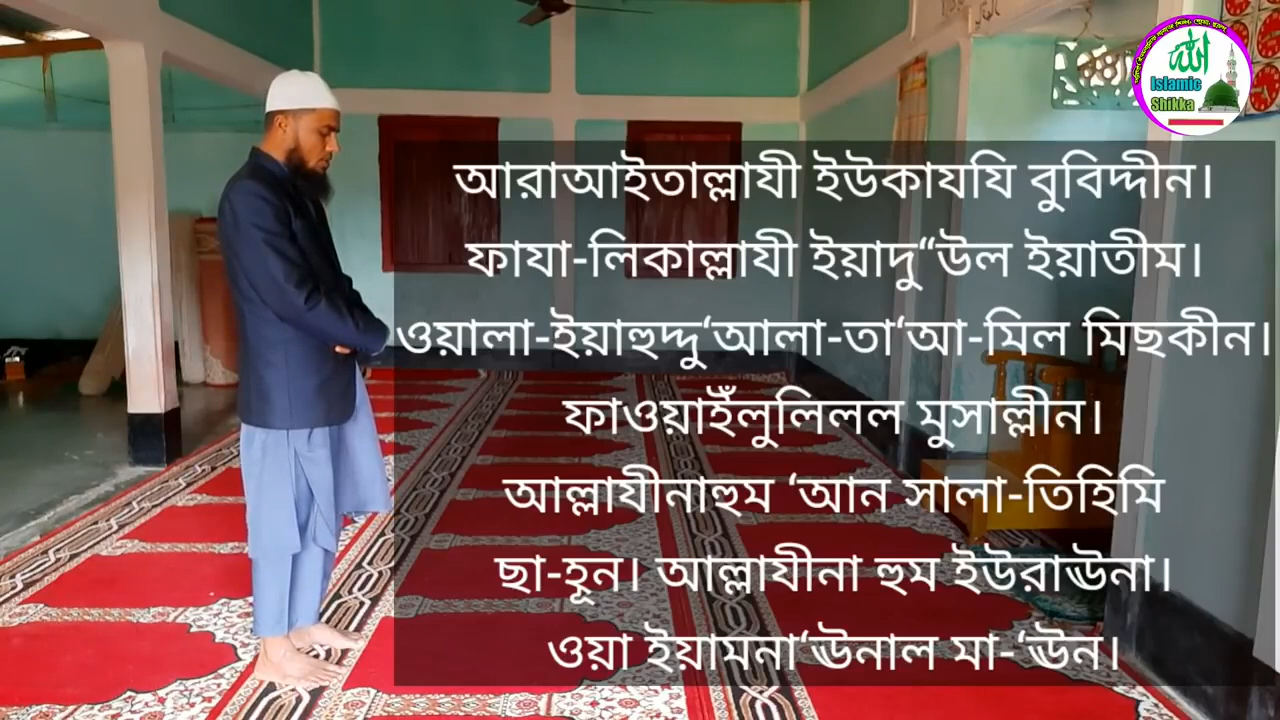 الله
Islamic
Shikka
আরাআইতাল্লাযী ইউকাযযি বুবিদ্দীন।
ফাযা-লিকাল্লাযী ইয়াদু“উল ইয়াতীম।
ওয়ালা-ইয়াহুদ্দু‘আলা-তা‘আ-মিল মিছকীন।
ফাওয়াইঁলুলিলল মুসাল্লীন।
আল্লাযীনাহুম ‘আন সালা-তিহিমি
ছা-হূন। আল্লাযীনা হুম ইউরাঊনা।
ওয়া ইয়ামনা‘ঊনাল মা- ‘ঊন।